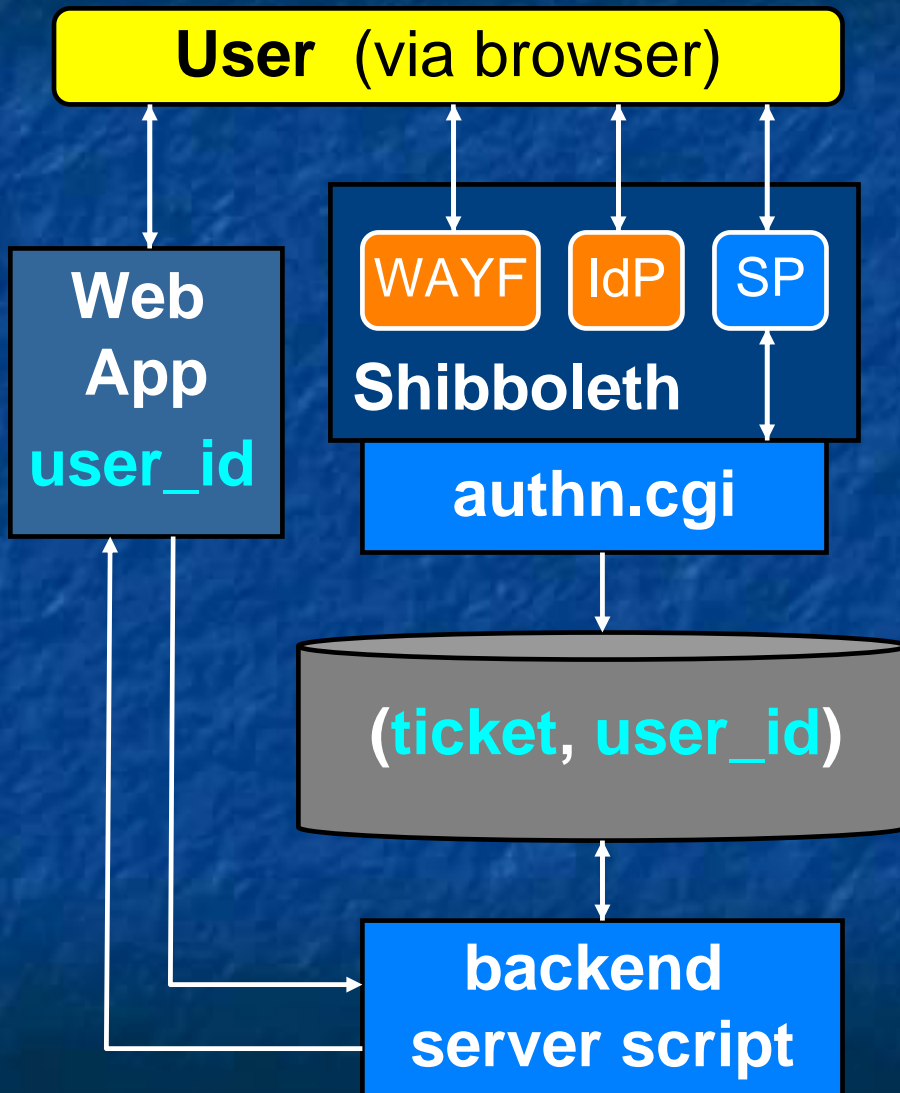 User (via browser)
Web
App
user_id
WAYF
IdP
SP
Shibboleth
authn.cgi
(ticket, user_id)
backend
server script